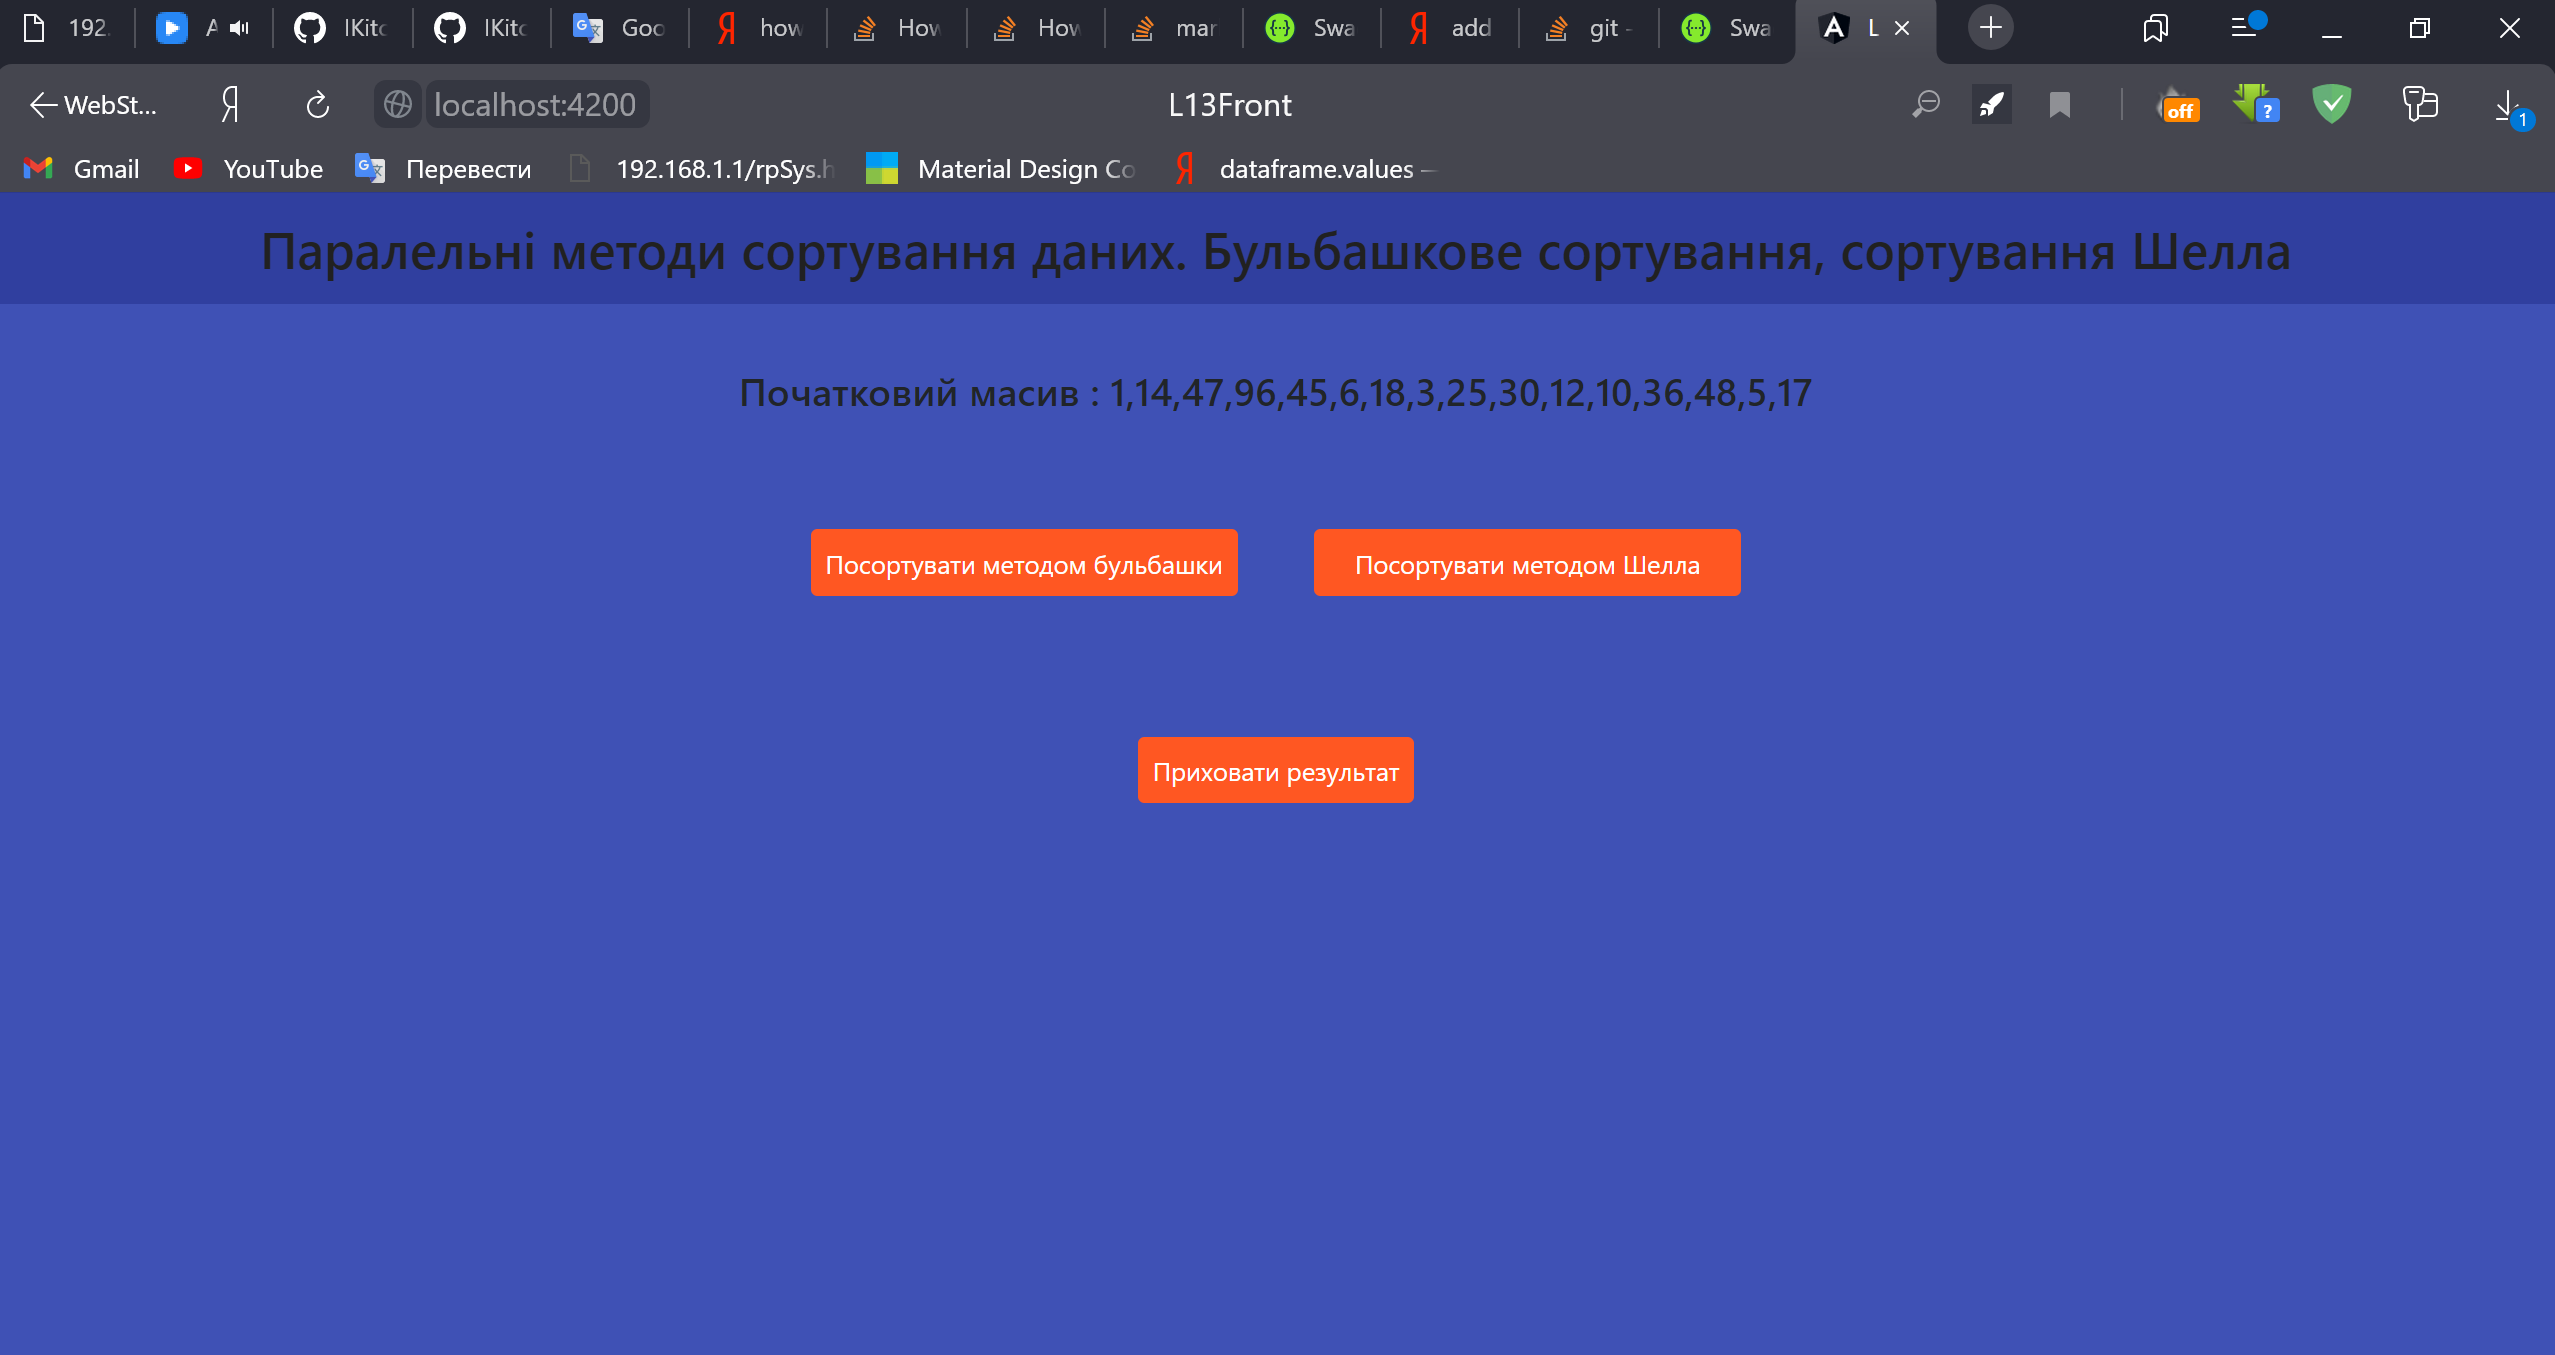 192. A IKitc IKitc Goo how How How mar Swa add git - Swa L
WebSt... localhost:4200 L13Front off ? 1
Gmail YouTube Перевести 192.168.1.1/rpSys.h Material Design Co dataframe.values —
Паралельні методи сортування даних. Бульбашкове сортування, сортування Шелла
Початковий масив : 1,14,47,96,45,6,18,3,25,30,12,10,36,48,5,17
Посортувати методом бульбашки Посортувати методом Шелла
Приховати результат